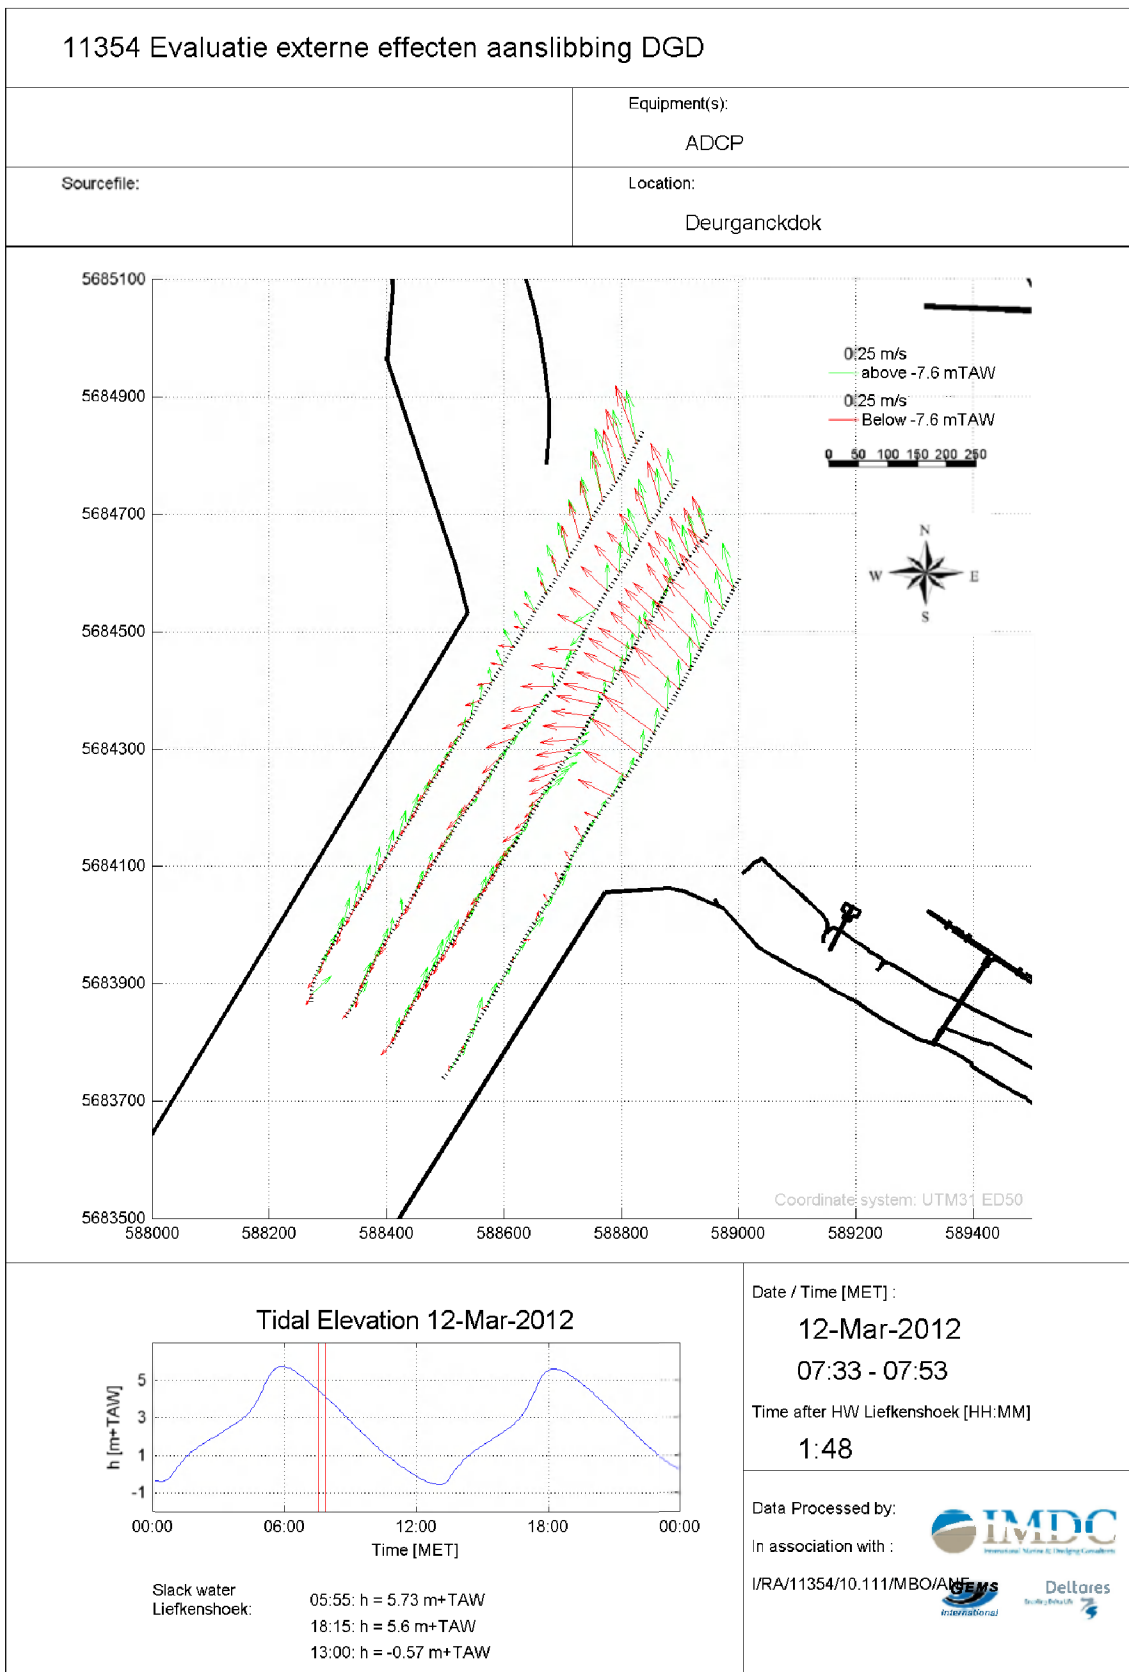 11354 Evaluatie externe effecten aanslibbing DGD
Equipment(s):
ADCP
Sourcefile:
Location:
Deurganckdok
5685100
5684900
5684700
5684500
5684300
5684100
5683900
5683700
5683500
588000
588200
588400
588600
588800
589000
589200
589400
0.25 m/s
above -7.6 mTAW
0.25 m/s
Below -7.6 mTAW
0 50 100 150 200 250
N
W E
S
Coordinate system: UTM31 ED50
Tidal Elevation 12-Mar-2012
h [m+TAW]
5
3
1
-1
00:00 06:00 12:00 18:00 00:00
Time [MET]
Slack water
Liefkenshoek:
05:55: h = 5.73 m+TAW
18:15: h = 5.6 m+TAW
13:00: h = -0.57 m+TAW
Date / Time [MET] :
12-Mar-2012
07:33 - 07:53
Time after HW Liefkenshoek [HH:MM]
1:48
Data Processed by:
IMDC
International Marine & Dredging Consultants
In association with :
I/RA/11354/10.111/MBO/ANF
GEMS
International
Deltares